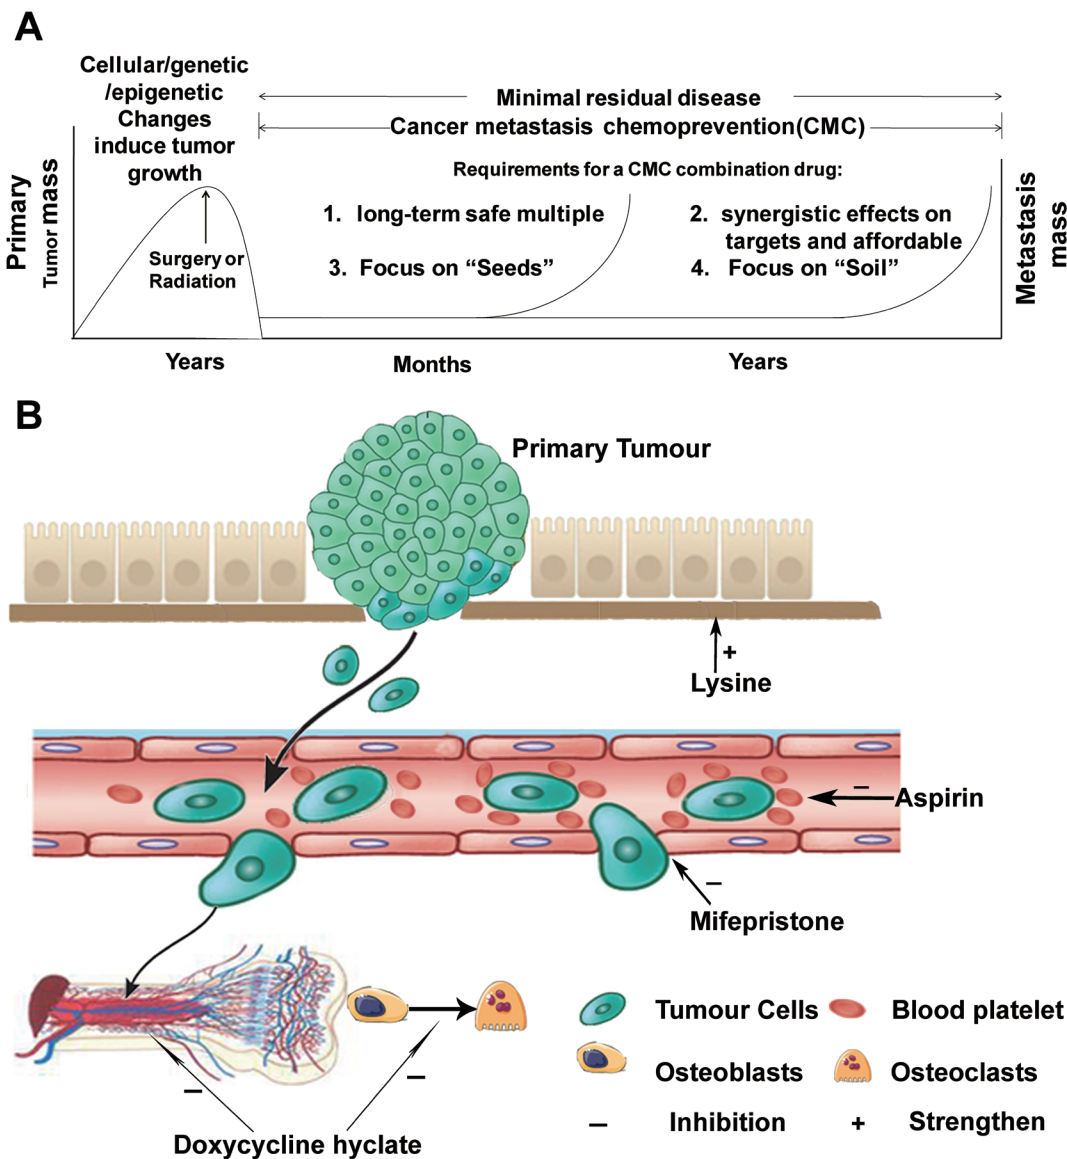 A
Cellular/genetic
/epigenetic
Changes
induce tumor
growth
Minimal residual disease
Cancer metastasis chemoprevention(CMC)
Requirements for a CMC combination drug:
1. long-term safe multiple
2. synergistic effects on
targets and affordable
3. Focus on “Seeds”
4. Focus on “Soil”
Surgery or
Radiation
Primary
Tumor mass
Metastasis
mass
Years
Months
Years
B
Primary Tumour
+
Lysine
−
Aspirin
−
Mifepristone
−
−
Doxycycline hyclate
Tumour Cells
Blood platelet
Osteoblasts
Osteoclasts
− Inhibition
+ Strengthen